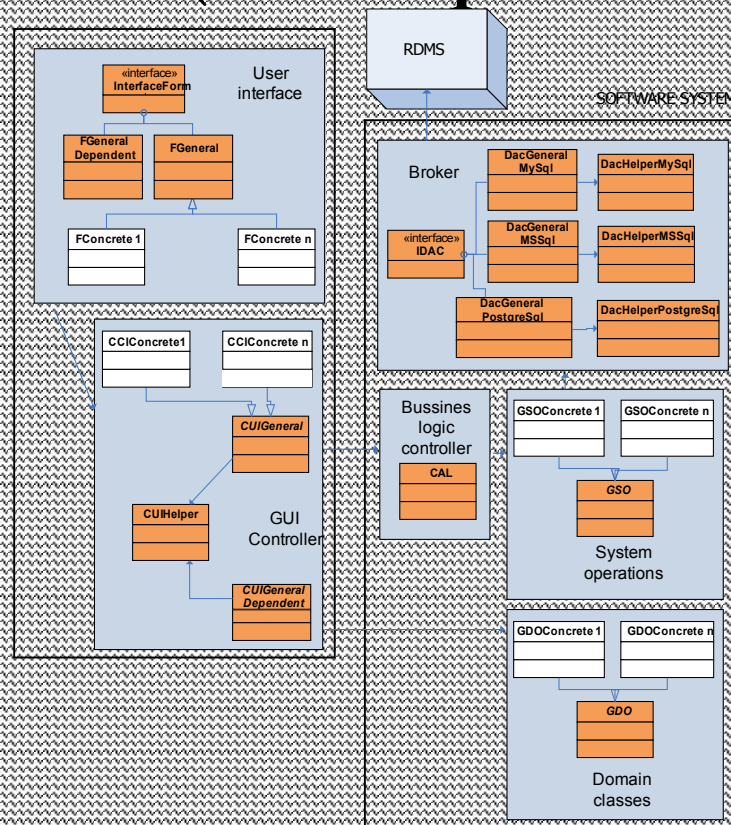 RDMS
SOFTWARE SYSTEM
User
interface
«interface»
InterfaceForm
FGeneral
Dependent
FGeneral
FConcrete 1
FConcrete n
Broker
«interface»
IDAC
DacGeneral
MySql
DacHelperMySql
DacGeneral
MSSql
DacHelperMSSql
DacGeneral
PostgreSql
DacHelperPostgreSql
CCIConcrete1
CCIConcrete n
CUIGeneral
CUIHelper
GUI
Controller
CUIGeneral
Dependent
Bussines
logic
controller
CAL
GSOConcrete 1
GSOConcrete n
GSO
System
operations
GDOConcrete 1
GDOConcrete n
GDO
Domain
classes